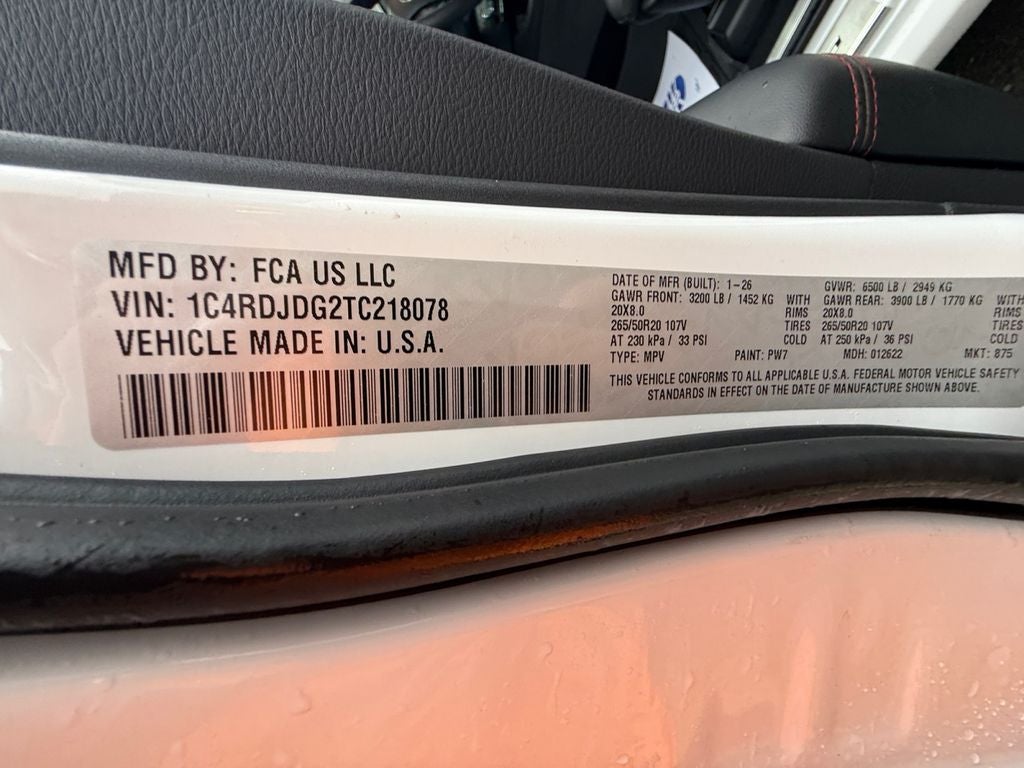 MFD BY: FCA US LLC
VIN: 1C4RDJDG2TC218078
VEHICLE MADE IN: U.S.A.
DATE OF MFR (BUILT): 1-26
GAWR FRONT: 3200 LB / 1452 KG WITH
20X8.0 RIMS
265/50R20 107V TIRES
AT 230 kPa / 33 PSI COLD
GVWR: 6500 LB / 2949 KG
GAWR REAR: 3900 LB / 1770 KG WITH
20X8.0 RIMS
265/50R20 107V TIRES
AT 250 kPa / 36 PSI COLD
TYPE: MPV PAINT: PW7 MDH: 012622 MKT: 875
THIS VEHICLE CONFORMS TO ALL APPLICABLE U.S.A. FEDERAL MOTOR VEHICLE SAFETY
STANDARDS IN EFFECT ON THE DATE OF MANUFACTURE SHOWN ABOVE.